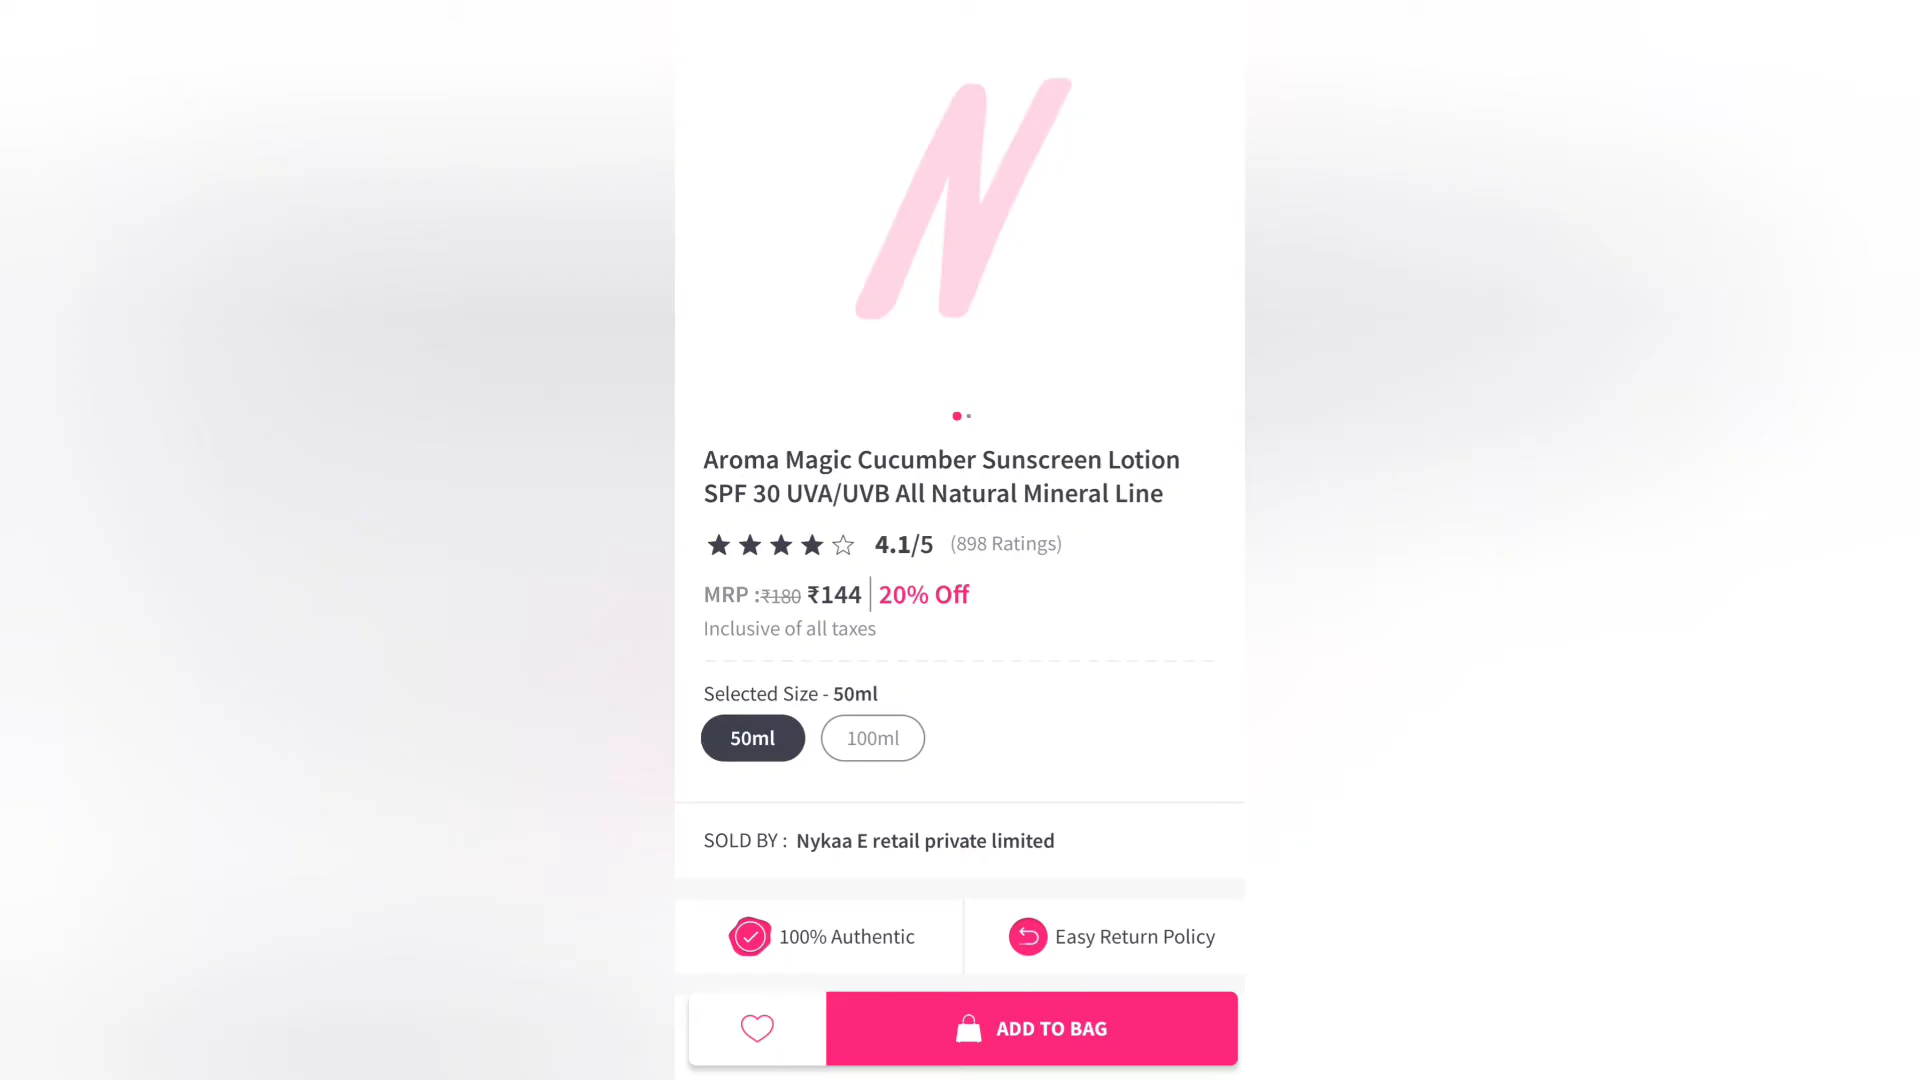 N
Aroma Magic Cucumber Sunscreen Lotion
SPF 30 UVA/UVB All Natural Mineral Line
4.1/5 (898 Ratings)
MRP :₹180 ₹144 20% Off
Inclusive of all taxes
Selected Size - 50ml
50ml 100ml
SOLD BY : Nykaa E retail private limited
100% Authentic Easy Return Policy
ADD TO BAG